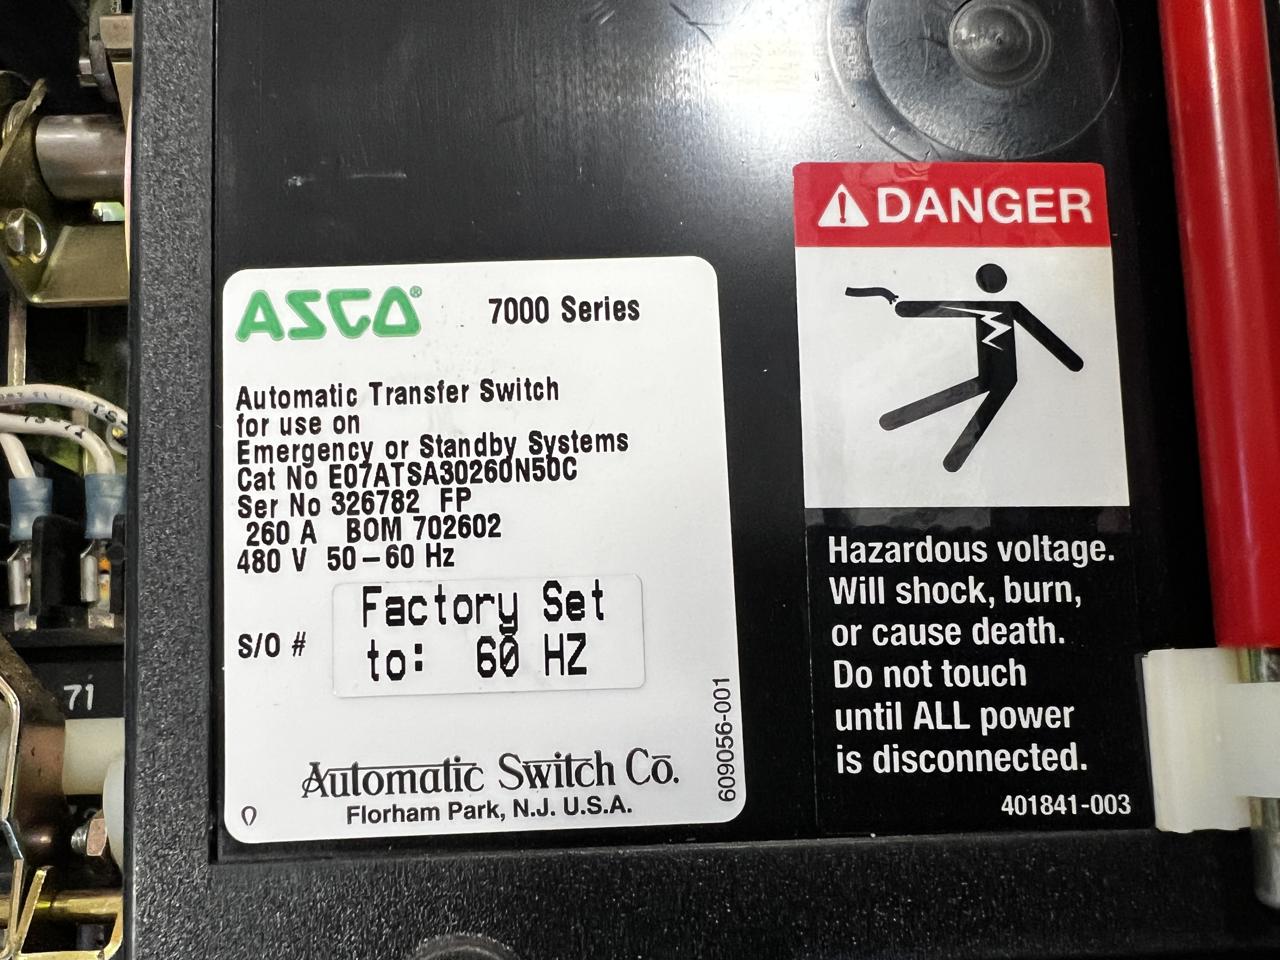 ASCO®
7000 Series
Automatic Transfer Switch
for use on
Emergency or Standby Systems
Cat No E07ATSA30260N50C
Ser No 326782 FP
260 A BOM 702602
480 V 50-60 Hz
S/O #
Factory Set
to: 60 HZ
609056-001
Automatic Switch Co.
Florham Park, N.J. U.S.A.
DANGER
Hazardous voltage.
Will shock, burn,
or cause death.
Do not touch
until ALL power
is disconnected.
401841-003
71